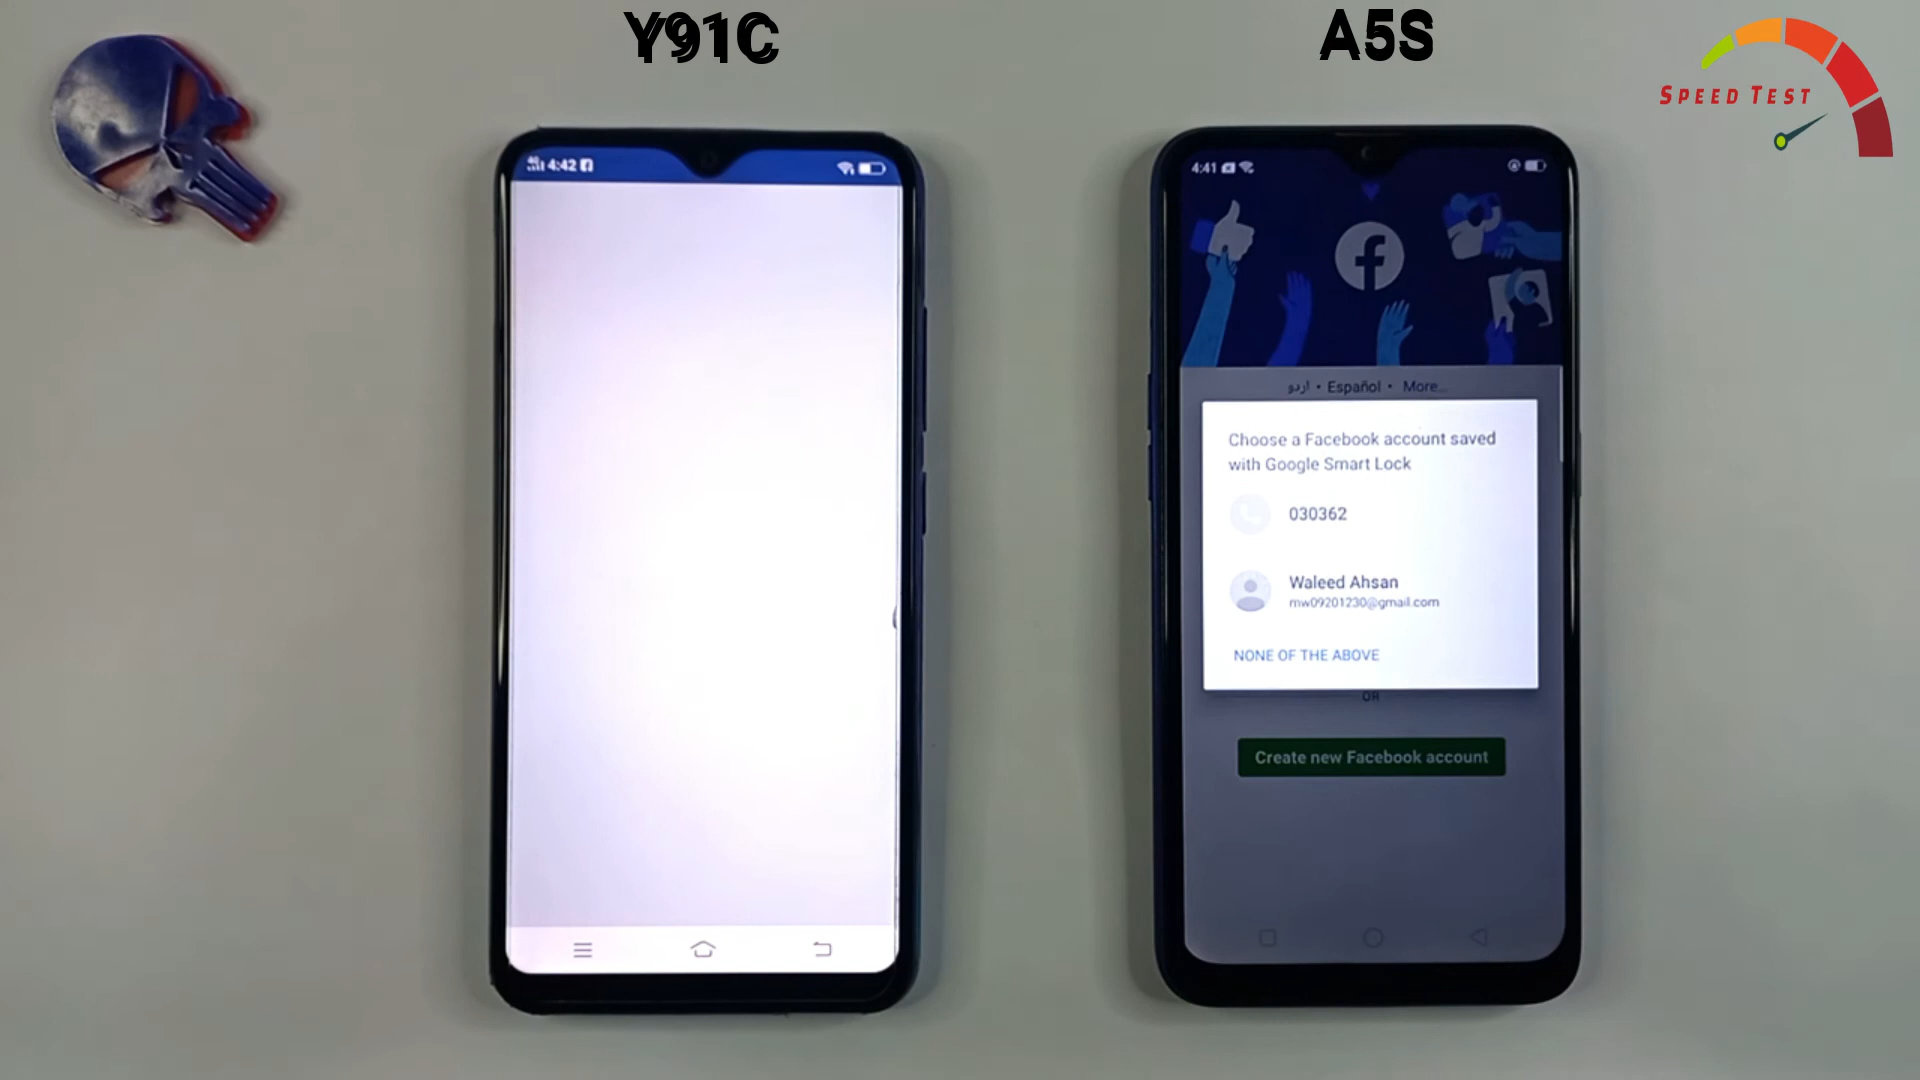 Y91C
A5S
SPEED TEST
4G 4:42
4:41
اردو • Español • More...
Choose a Facebook account saved
with Google Smart Lock
030362
Waleed Ahsan
mw09201230@gmail.com
NONE OF THE ABOVE
OR
Create new Facebook account